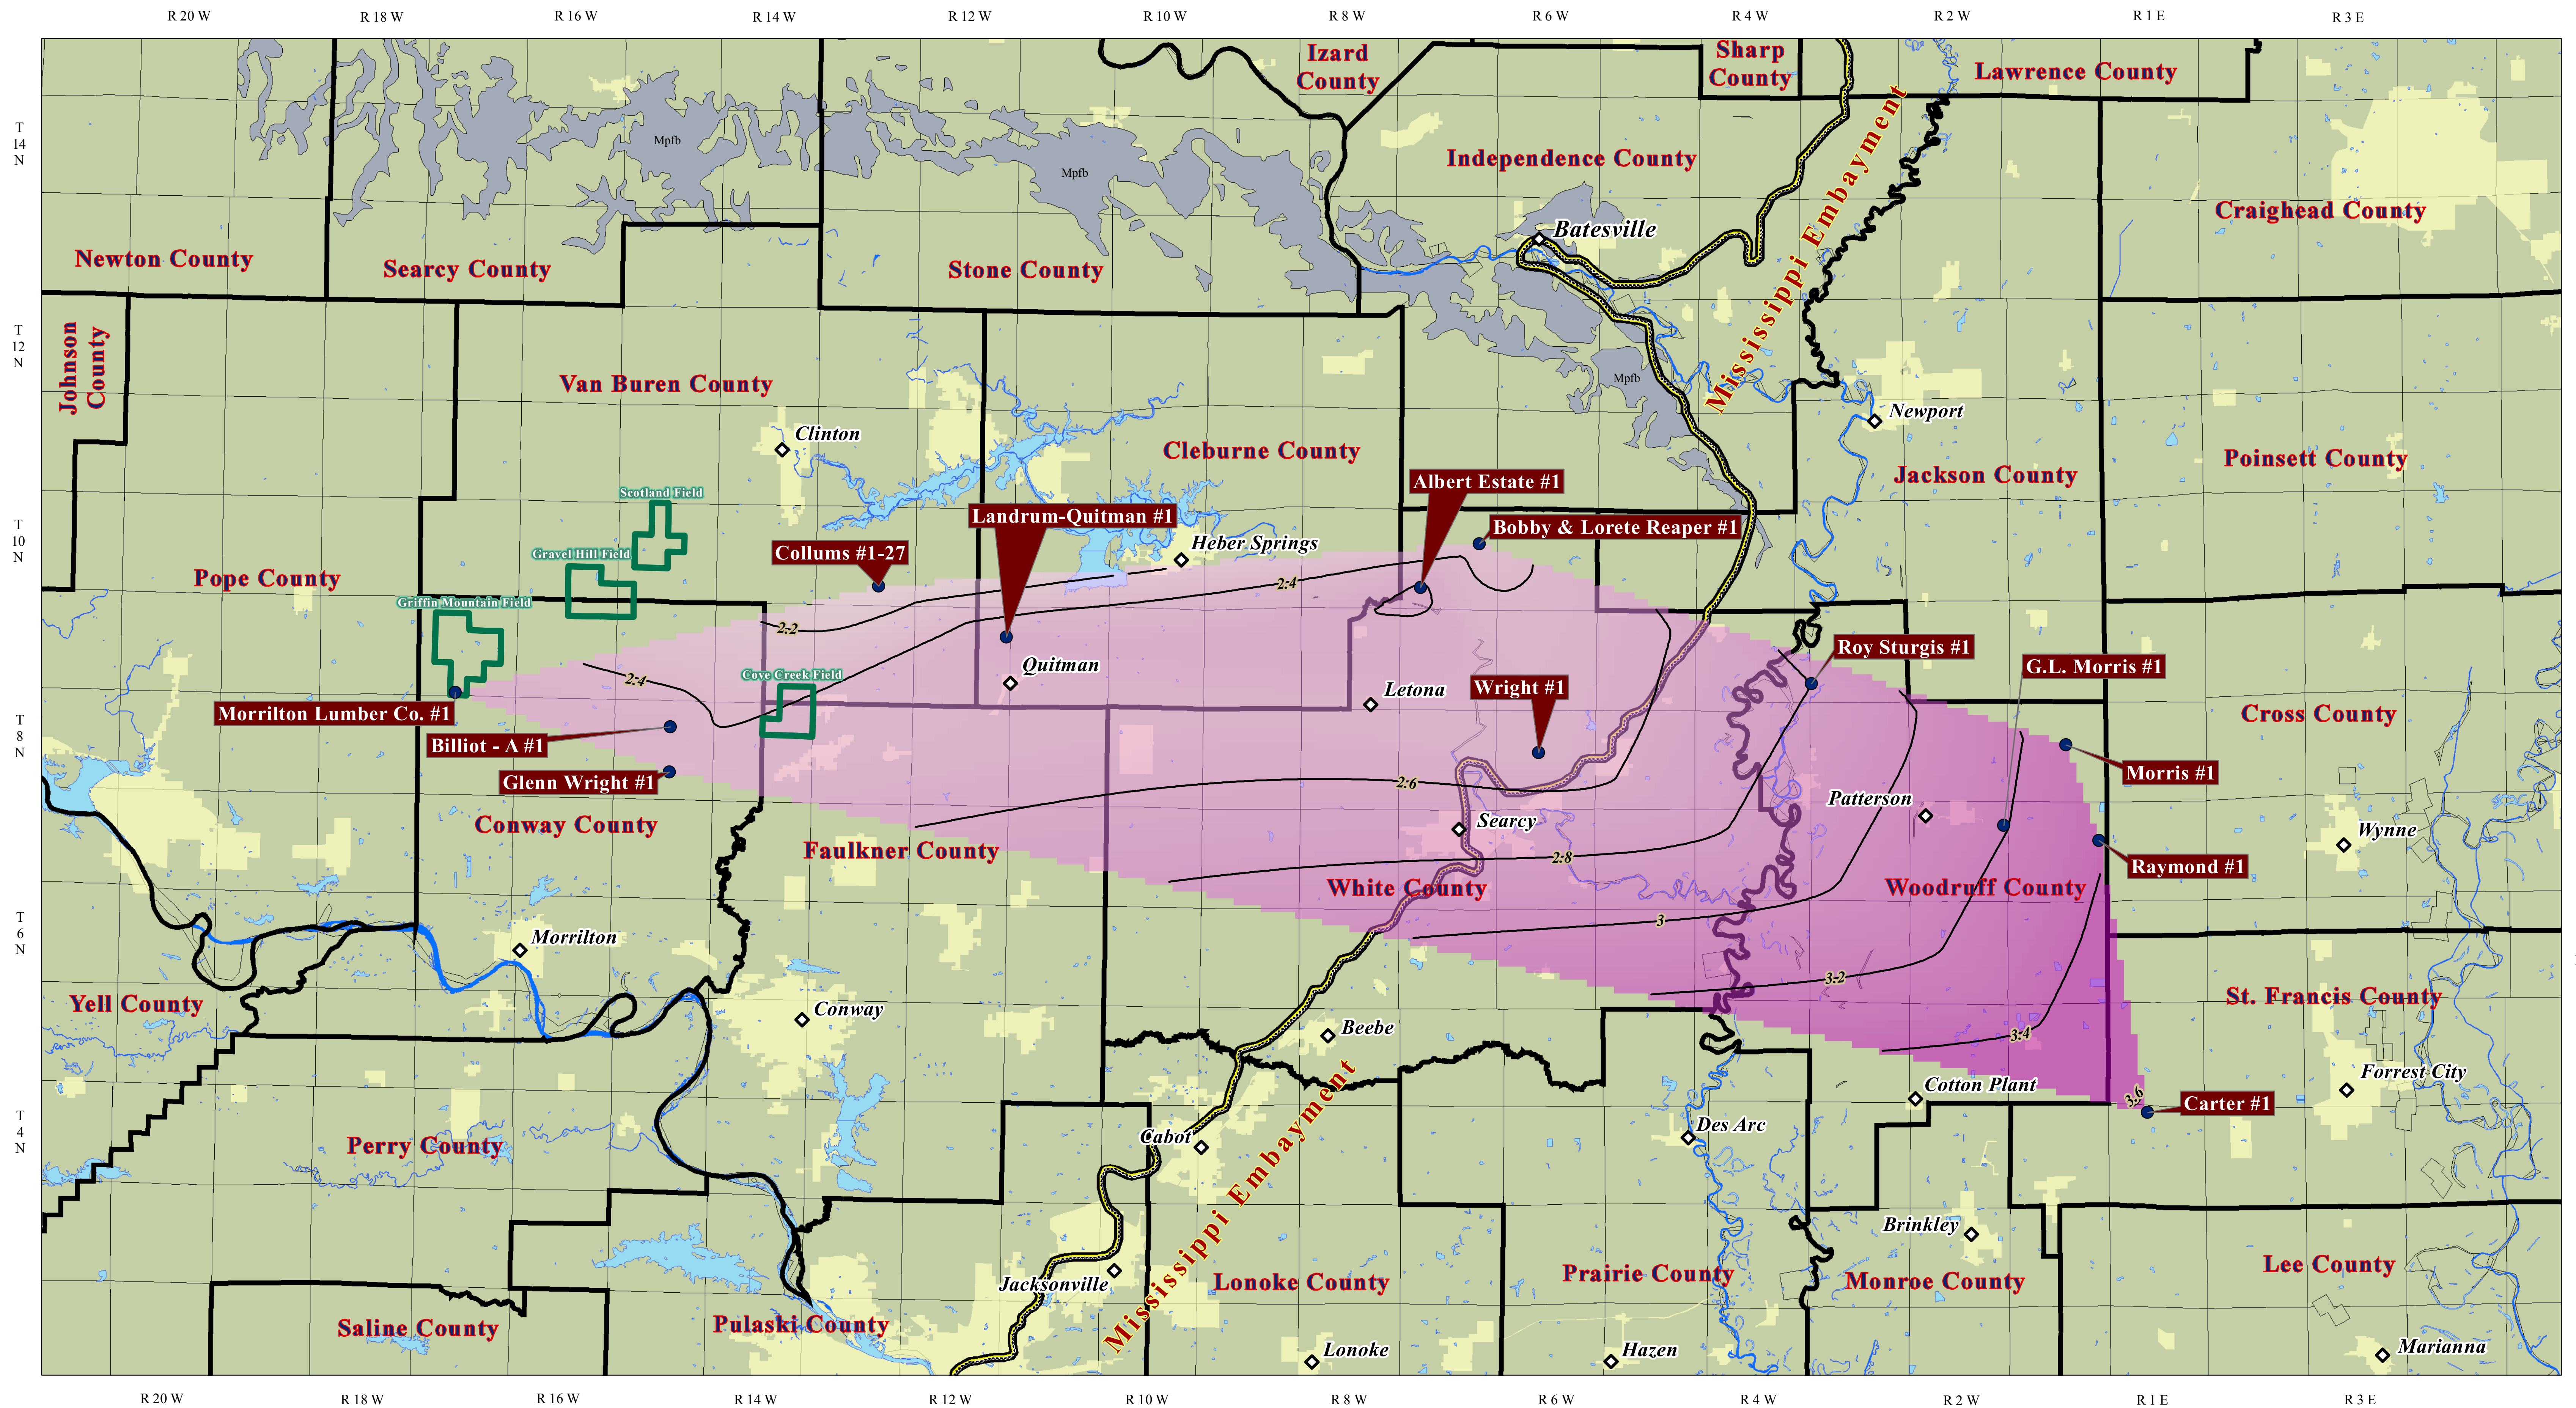 R 20 W R 18 W R 16 W R 14 W R 12 W R 10 W R 8 W R 6 W R 4 W R 2 W R 1 E R 3 E
Izard
County
Sharp
County
Lawrence County
T
14
N
Mpfb
Mpfb
Independence County
Mississippi Embayment
Craighead County
Batesville
Newton County
Searcy County
Stone County
T
12
N
Johnson
County
Van Buren County
Mpfb
Newport
Clinton
Cleburne County
Poinsett County
Jackson County
Albert Estate #1
Scotland Field
Landrum-Quitman #1
Bobby & Lorete Reaper #1
T
10
N
Heber Springs
Collums #1-27
Gravel Hill Field
Pope County
2.4
Griffin Mountain Field
2.2
Roy Sturgis #1
Quitman
G.L. Morris #1
Cove Creek Field
2.4
Wright #1
Letona
Morrilton Lumber Co. #1
Cross County
T
8
N
Billiot - A #1
Morris #1
Glenn Wright #1
2.6
Patterson
Conway County
Searcy
Wynne
Faulkner County
2.8
Raymond #1
White County
Woodruff County
3
T
6
N
Morrilton
3.2
Yell County
St. Francis County
Conway
Beebe
3.4
Forrest City
Cotton Plant
3.6
Carter #1
T
4
N
Des Arc
Cabot
Perry County
Mississippi Embayment
Brinkley
Lee County
Jacksonville
Lonoke County
Prairie County
Monroe County
Saline County
Pulaski County
Lonoke
Hazen
Marianna
R 20 W R 18 W R 16 W R 14 W R 12 W R 10 W R 8 W R 6 W R 4 W R 2 W R 1 E R 3 E